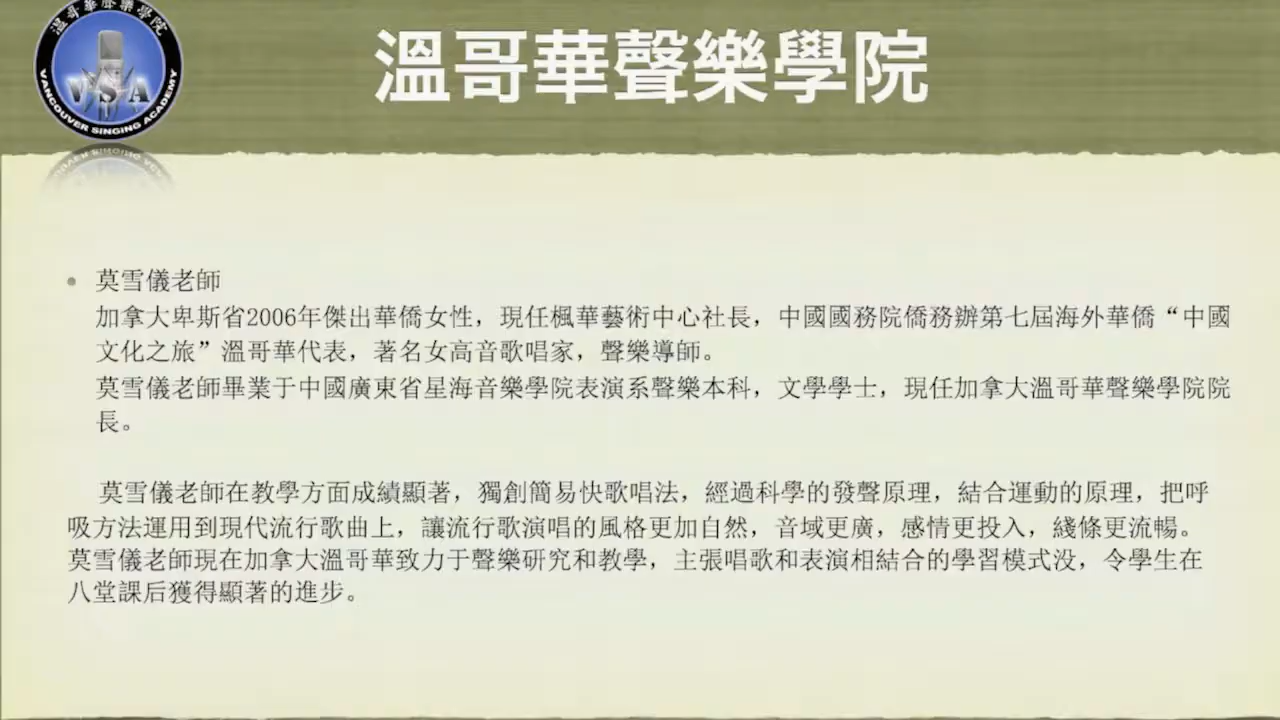 溫哥華聲樂學院
VSA
VANCOUVER SINGING ACADEMY
溫哥華聲樂學院
莫雪儀老師
加拿大卑斯省2006年傑出華僑女性，現任楓華藝術中心社長，中國國務院僑務辦第七屆海外華僑“中國
文化之旅”溫哥華代表，著名女高音歌唱家，聲樂導師。
莫雪儀老師畢業于中國廣東省星海音樂學院表演系聲樂本科，文學學士，現任加拿大溫哥華聲樂學院院
長。
莫雪儀老師在教學方面成績顯著，獨創簡易快歌唱法，經過科學的發聲原理，結合運動的原理，把呼
吸方法運用到現代流行歌曲上，讓流行歌演唱的風格更加自然，音域更廣，感情更投入，綫條更流暢。
莫雪儀老師現在加拿大溫哥華致力于聲樂研究和教學，主張唱歌和表演相結合的學習模式没，令學生在
八堂課后獲得顯著的進步。